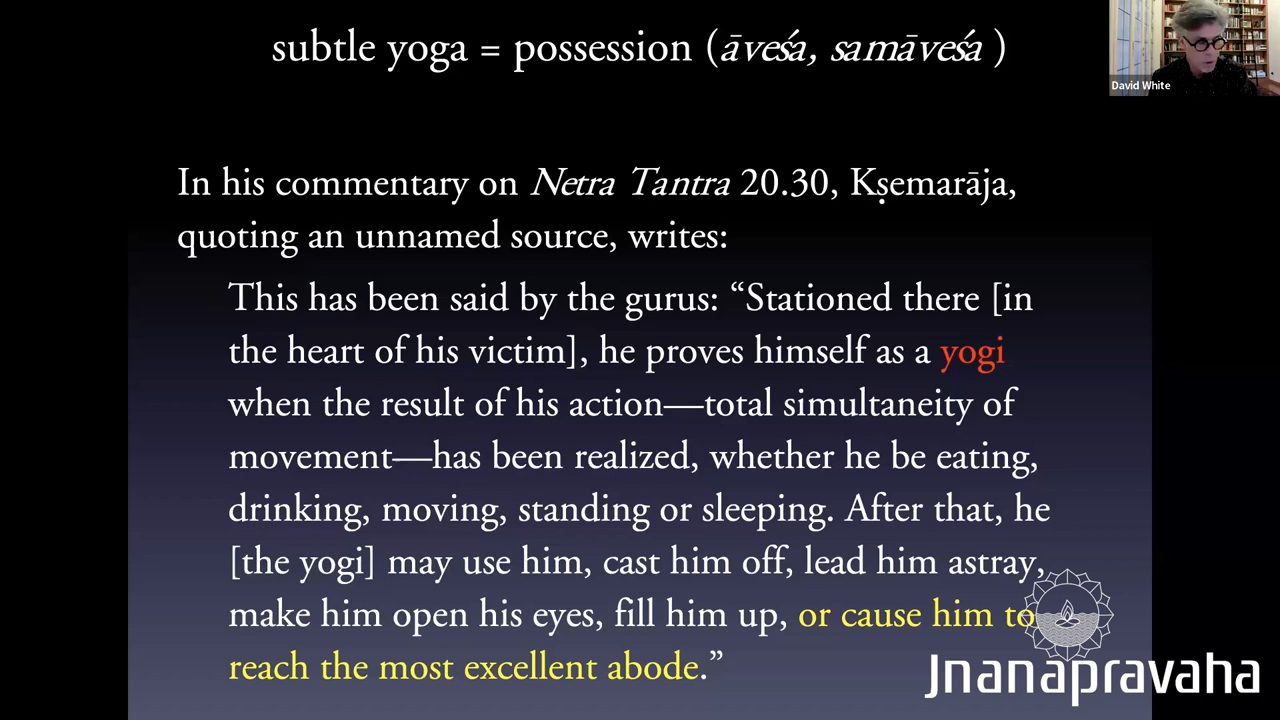 subtle yoga = possession (āveśa, samāveśa )
David White
In his commentary on Netra Tantra 20.30, Kṣemarāja,
quoting an unnamed source, writes:
This has been said by the gurus: “Stationed there [in
the heart of his victim], he proves himself as a yogi
when the result of his action—total simultaneity of
movement—has been realized, whether he be eating,
drinking, moving, standing or sleeping. After that, he
[the yogi] may use him, cast him off, lead him astray,
make him open his eyes, fill him up, or cause him to
reach the most excellent abode.”
Jnanapravaha